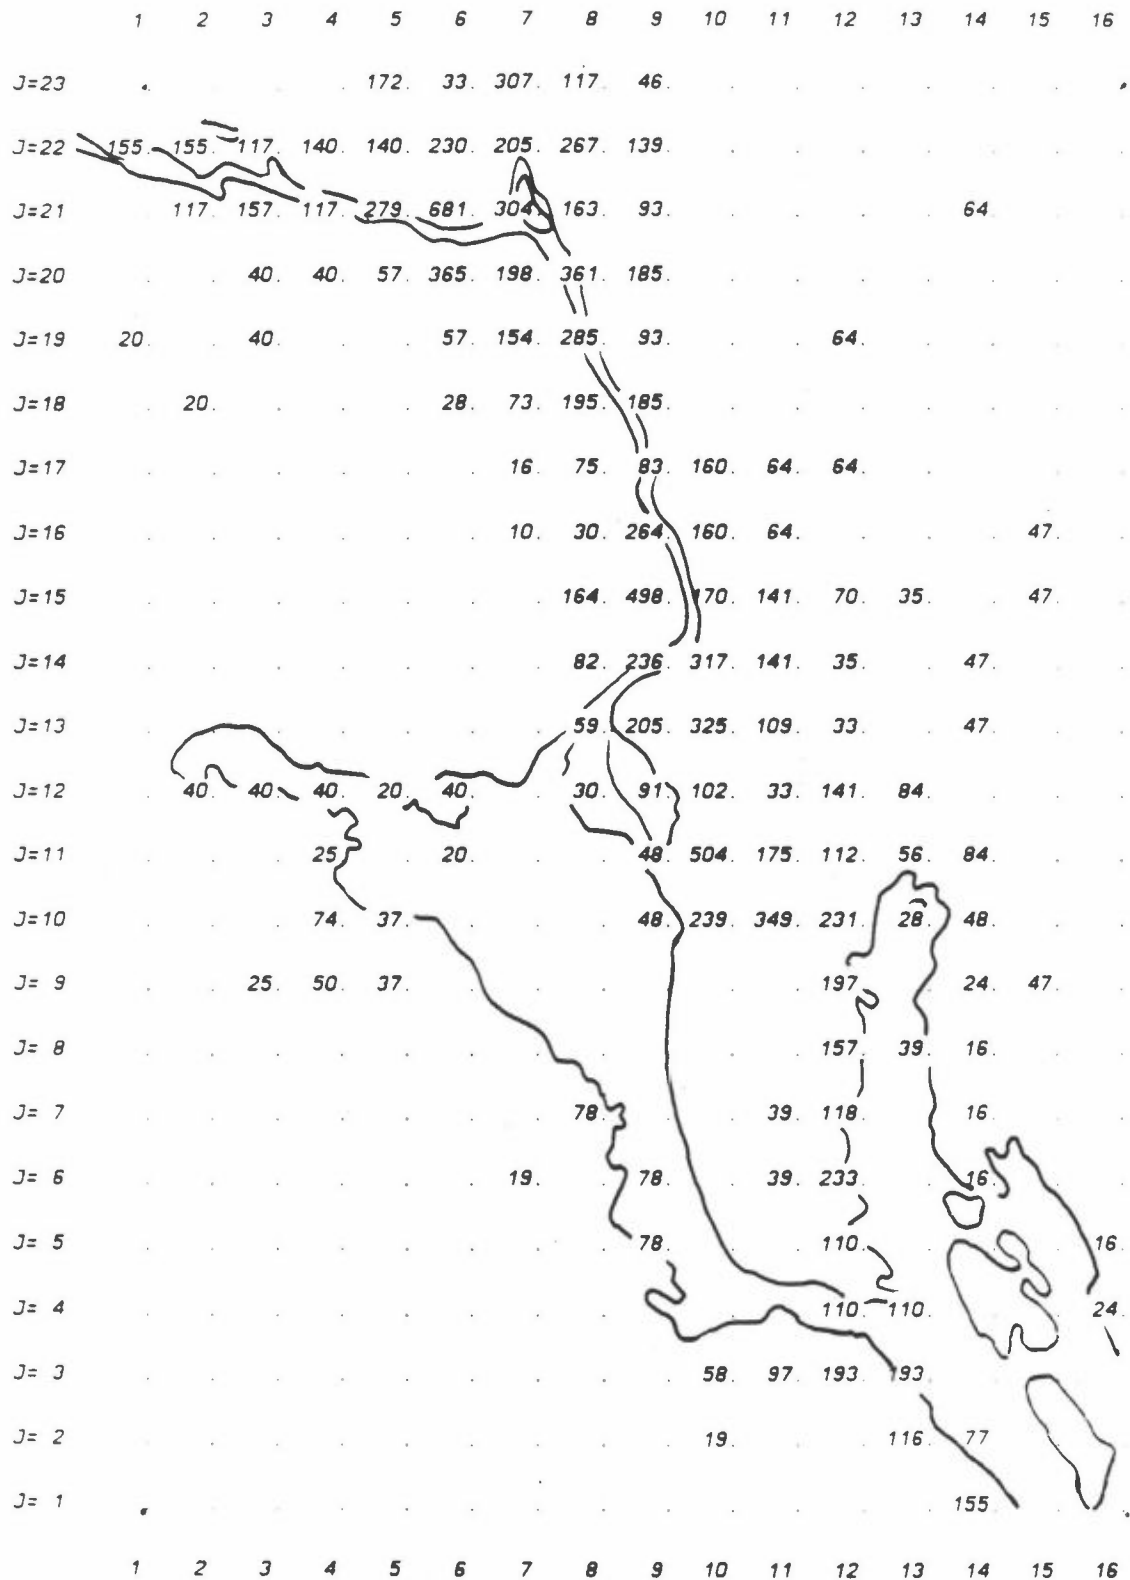 1 2 3 4 5 6 7 8 9 10 11 12 13 14 15 16
J=23 . . . . 172. 33. 307. 117. 46. . . . . . . .
J=22 155. 155. 117. 140. 140. 230. 205. 267. 139. . . . . . . .
J=21 . 117. 157. 117. 279. 681. 304. 163. 93. . . . . 64. . .
J=20 . . 40. 40. 57. 365. 198. 361. 185. . . . . . . .
J=19 20. . 40. . . 57. 154. 285. 93. . . 64. . . . .
J=18 . 20. . . . 28. 73. 195. 185. . . . . . . .
J=17 . . . . . . 16. 75. 83. 160. 64. 64. . . . .
J=16 . . . . . . 10. 30. 264. 160. 64. . . . 47. .
J=15 . . . . . . . 164. 498. 170. 141. 70. 35. . 47. .
J=14 . . . . . . . 82. 236. 317. 141. 35. . 47. . .
J=13 . . . . . . . 59. 205. 325. 109. 33. . 47. . .
J=12 . 40. 40. 40. 20. 40. . 30. 91. 102. 33. 141. 84. . . .
J=11 . . . 25. . 20. . . 48. 504. 175. 112. 56. 84. . .
J=10 . . . 74. 37. . . . 48. 239. 349. 231. 28. 48. . .
J= 9 . . 25. 50. 37. . . . . . . 197. . 24. 47. .
J= 8 . . . . . . . . . . . 157. 39. 16. . .
J= 7 . . . . . . . 78. . . 39. 118. . 16. . .
J= 6 . . . . . . 19. . 78. . 39. 233. . 16. . .
J= 5 . . . . . . . . 78. . . 110. . . . 16.
J= 4 . . . . . . . . . . . 110. 110. . . 24.
J= 3 . . . . . . . . . 58. 97. 193. 193. . . .
J= 2 . . . . . . . . . 19. . . 116. 77. . .
J= 1 . . . . . . . . . . . . . 155. . .
1 2 3 4 5 6 7 8 9 10 11 12 13 14 15 16